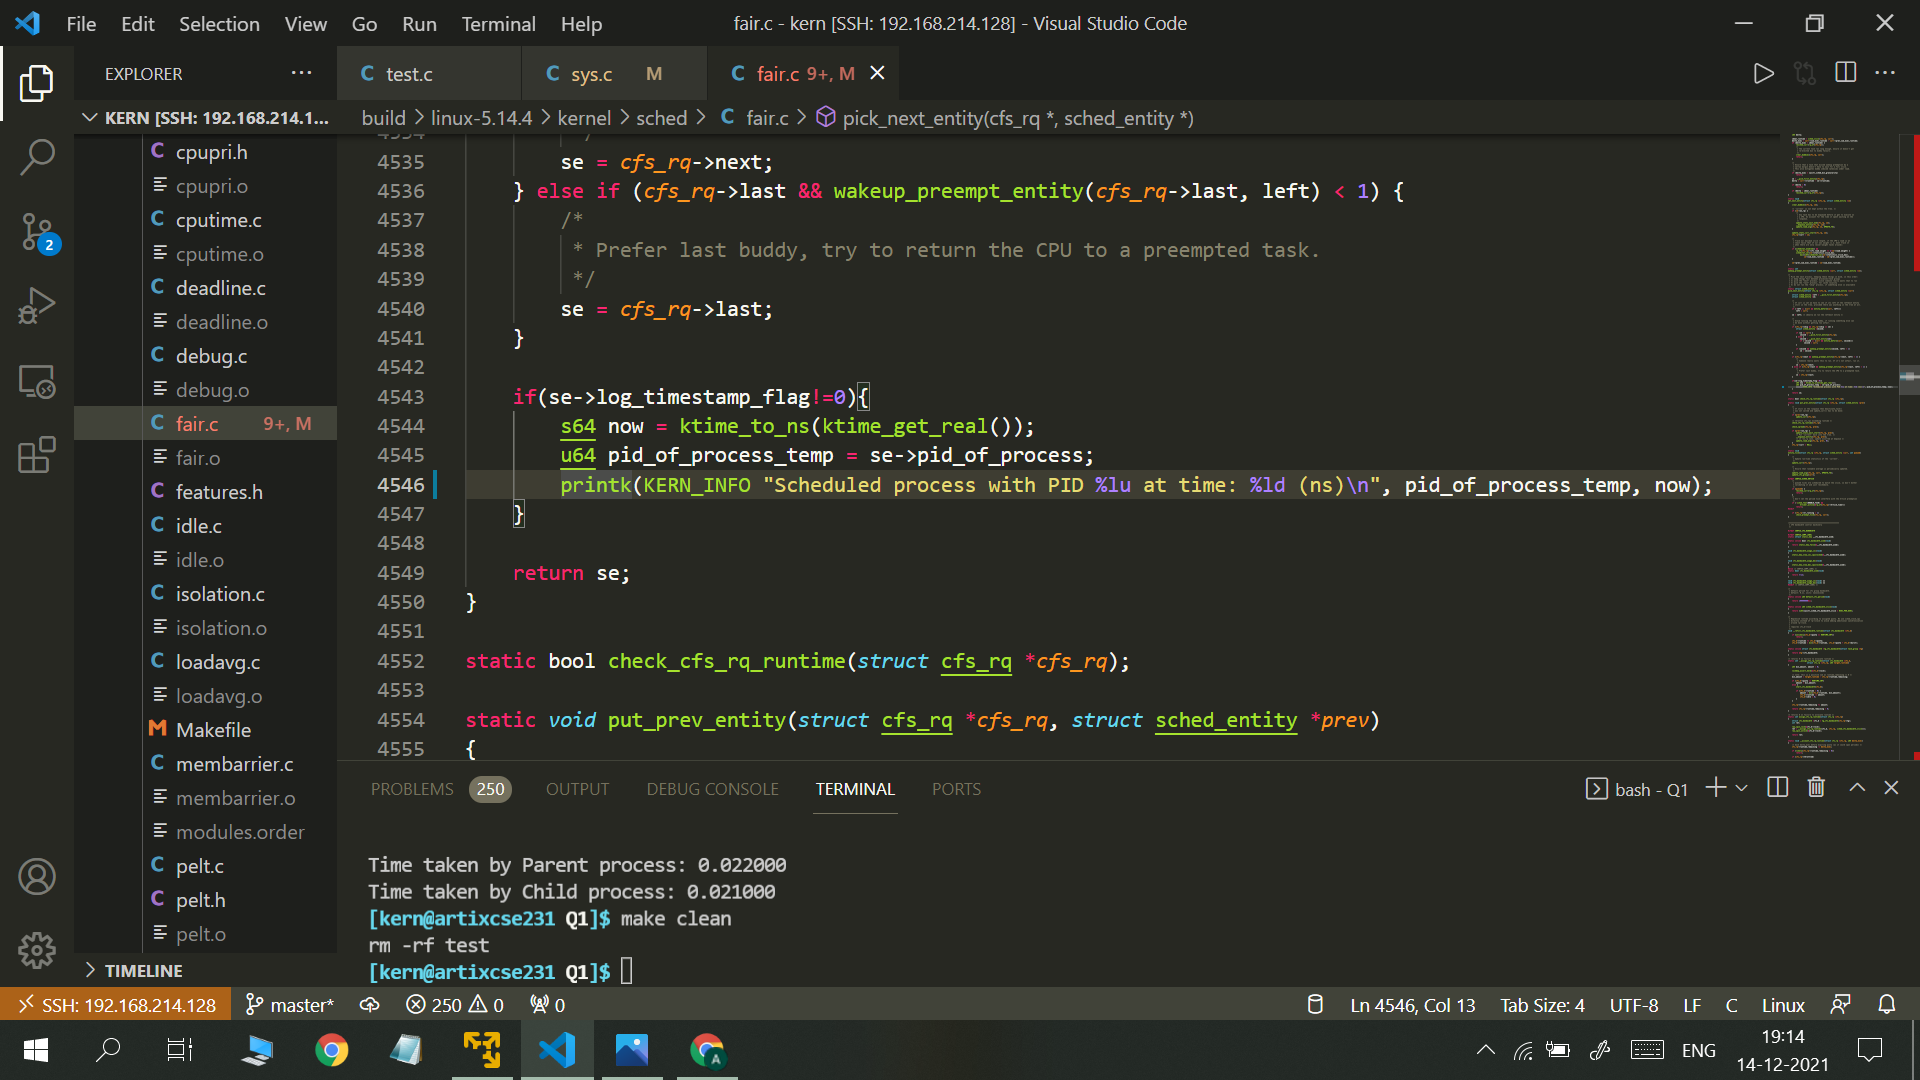 File Edit Selection View Go Run Terminal Help
fair.c - kern [SSH: 192.168.214.128] - Visual Studio Code
EXPLORER
test.c
sys.c M
fair.c 9+, M
KERN [SSH: 192.168.214.1...
build > linux-5.14.4 > kernel > sched > fair.c > pick_next_entity(cfs_rq *, sched_entity *)
cpupri.h
cpupri.o
cputime.c
cputime.o
deadline.c
deadline.o
debug.c
debug.o
fair.c 9+, M
fair.o
features.h
idle.c
idle.o
isolation.c
isolation.o
loadavg.c
loadavg.o
Makefile
membarrier.c
membarrier.o
modules.order
pelt.c
pelt.h
pelt.o
TIMELINE
2
4534 */
4535 se = cfs_rq->next;
4536 } else if (cfs_rq->last && wakeup_preempt_entity(cfs_rq->last, left) < 1) {
4537 /*
4538 * Prefer last buddy, try to return the CPU to a preempted task.
4539 */
4540 se = cfs_rq->last;
4541 }
4542
4543 if(se->log_timestamp_flag!=0){
4544 s64 now = ktime_to_ns(ktime_get_real());
4545 u64 pid_of_process_temp = se->pid_of_process;
4546 printk(KERN_INFO "Scheduled process with PID %lu at time: %ld (ns)\n", pid_of_process_temp, now);
4547 }
4548
4549 return se;
4550 }
4551
4552 static bool check_cfs_rq_runtime(struct cfs_rq *cfs_rq);
4553
4554 static void put_prev_entity(struct cfs_rq *cfs_rq, struct sched_entity *prev)
4555 {
PROBLEMS 250 OUTPUT DEBUG CONSOLE TERMINAL PORTS
bash - Q1
Time taken by Parent process: 0.022000
Time taken by Child process: 0.021000
[kern@artixcse231 Q1]$ make clean
rm -rf test
[kern@artixcse231 Q1]$
SSH: 192.168.214.128 master* 250 0 0 Ln 4546, Col 13 Tab Size: 4 UTF-8 LF C Linux
A
ENG
19:14
14-12-2021